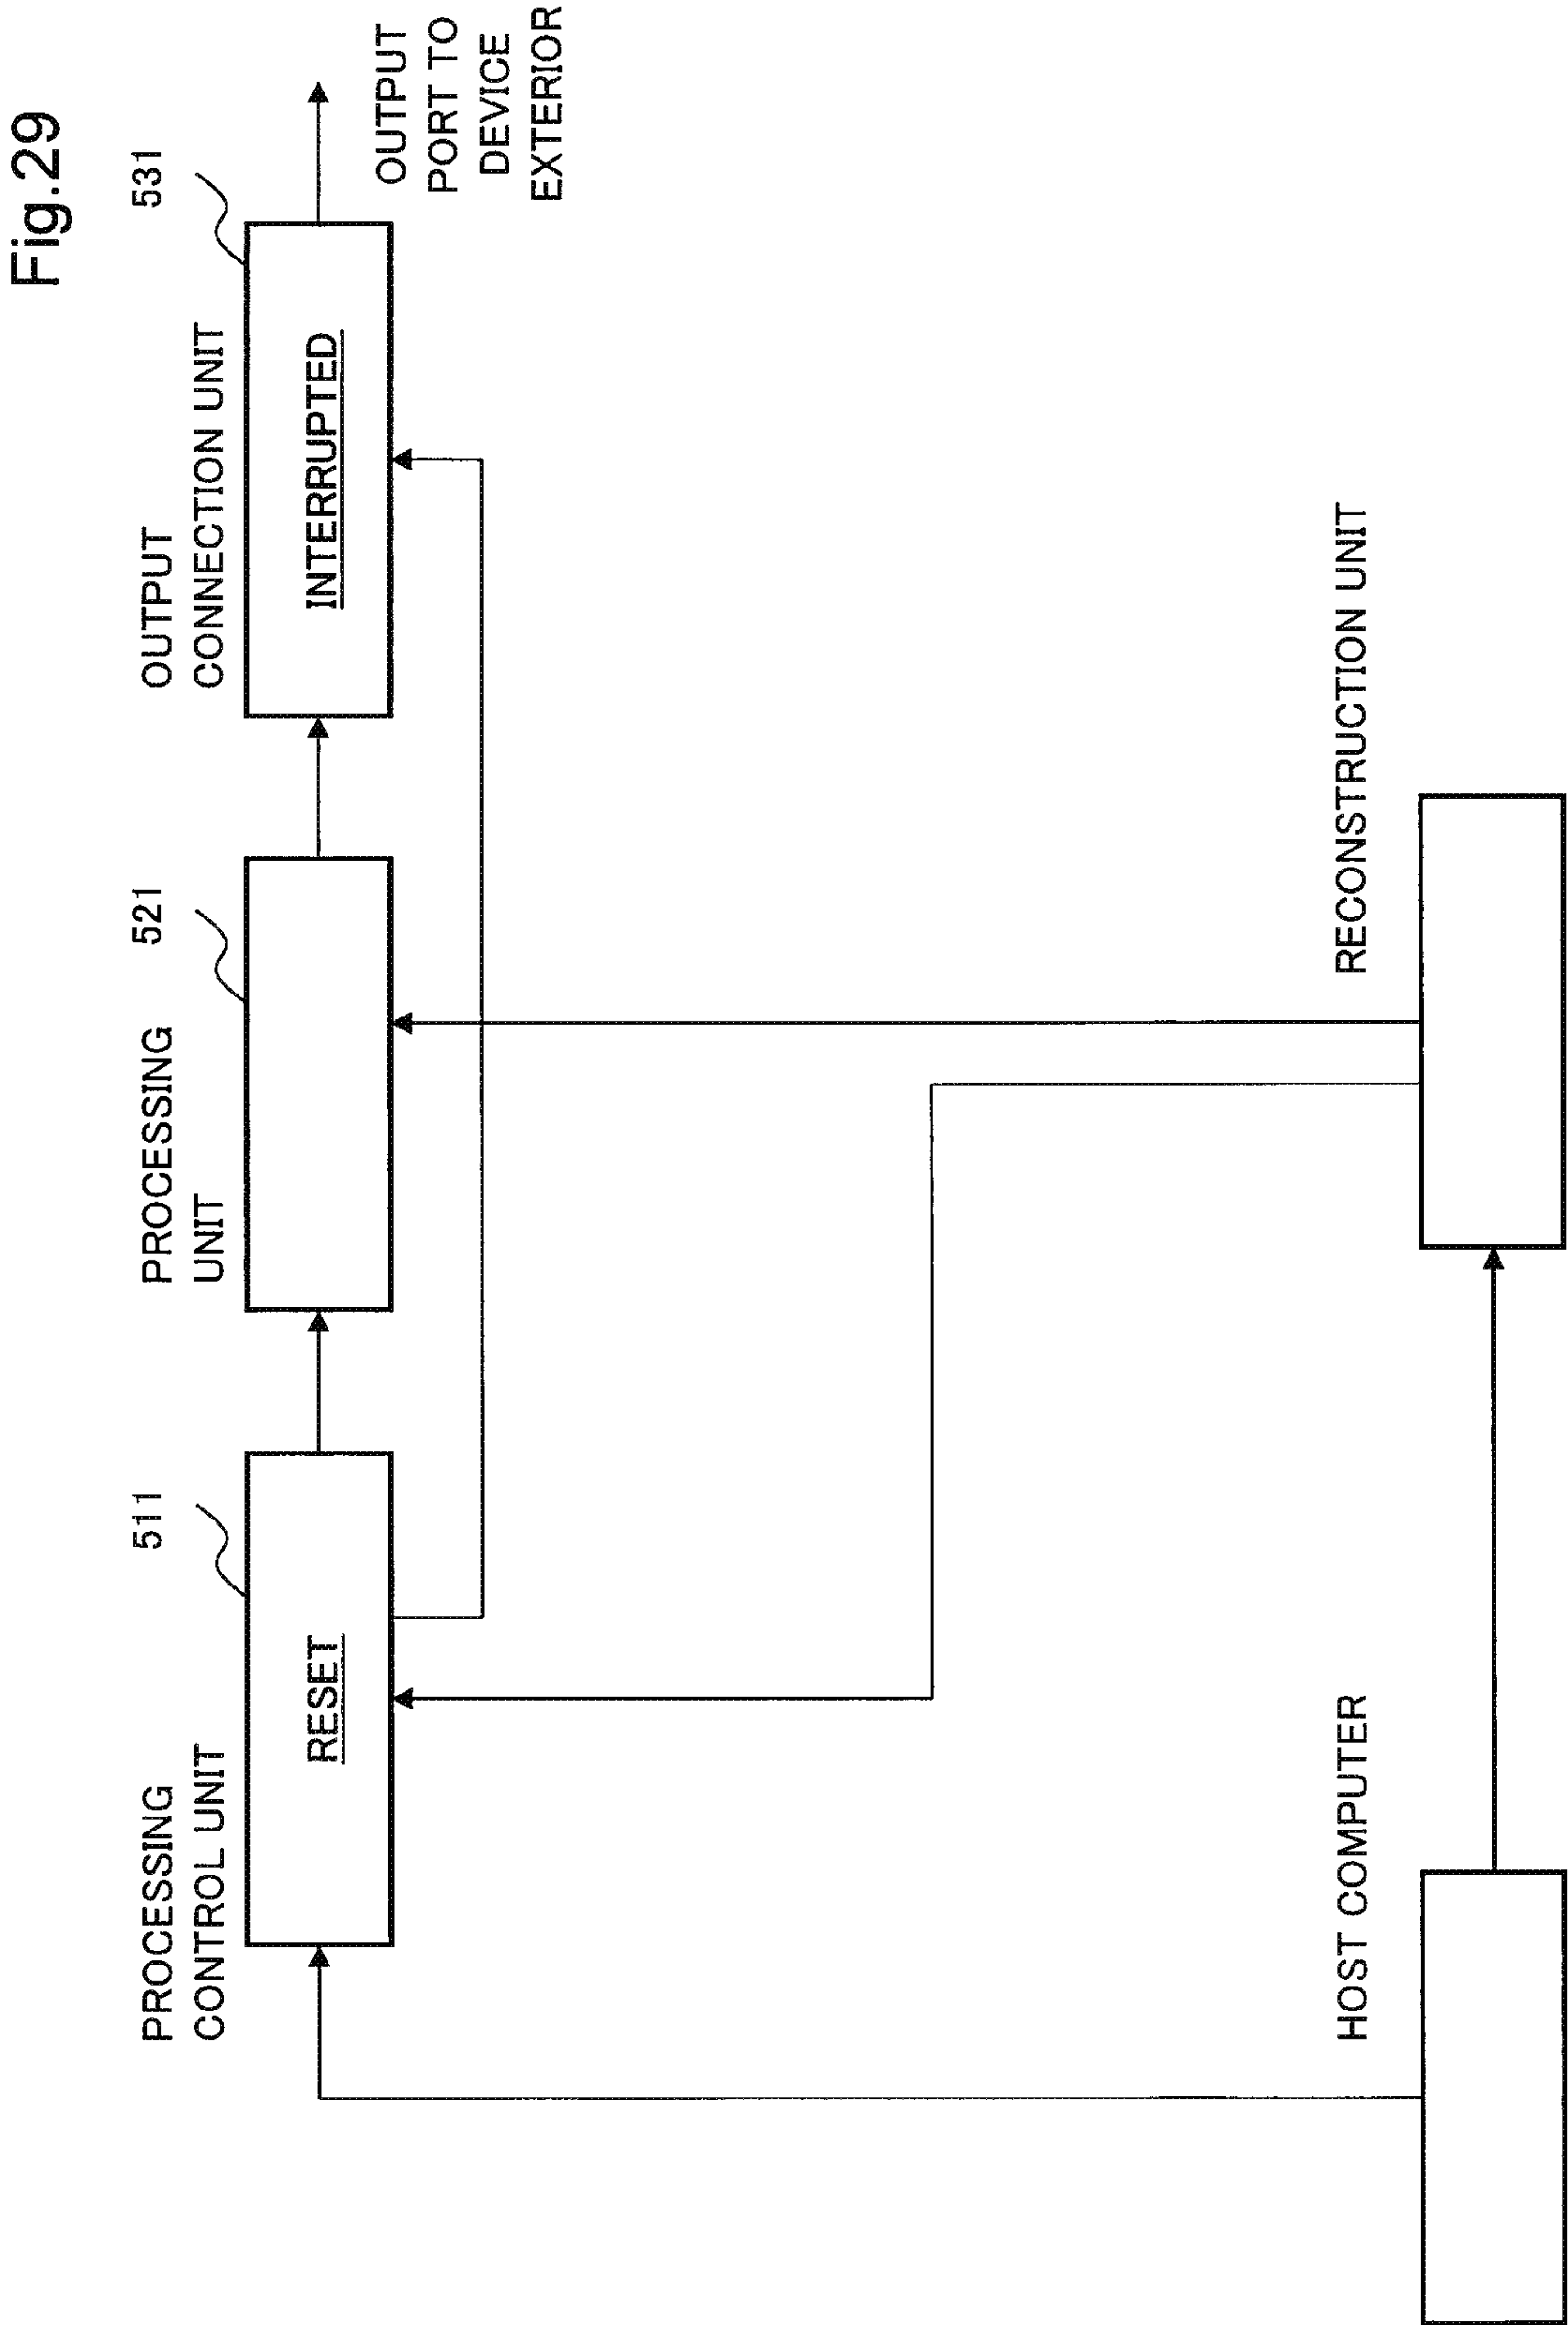 Fig.29
PROCESSING
CONTROL UNIT
511
RESET
PROCESSING
UNIT
521
OUTPUT
CONNECTION UNIT
531
INTERRUPTED
OUTPUT
PORT TO
DEVICE
EXTERIOR
HOST COMPUTER
RECONSTRUCTION UNIT